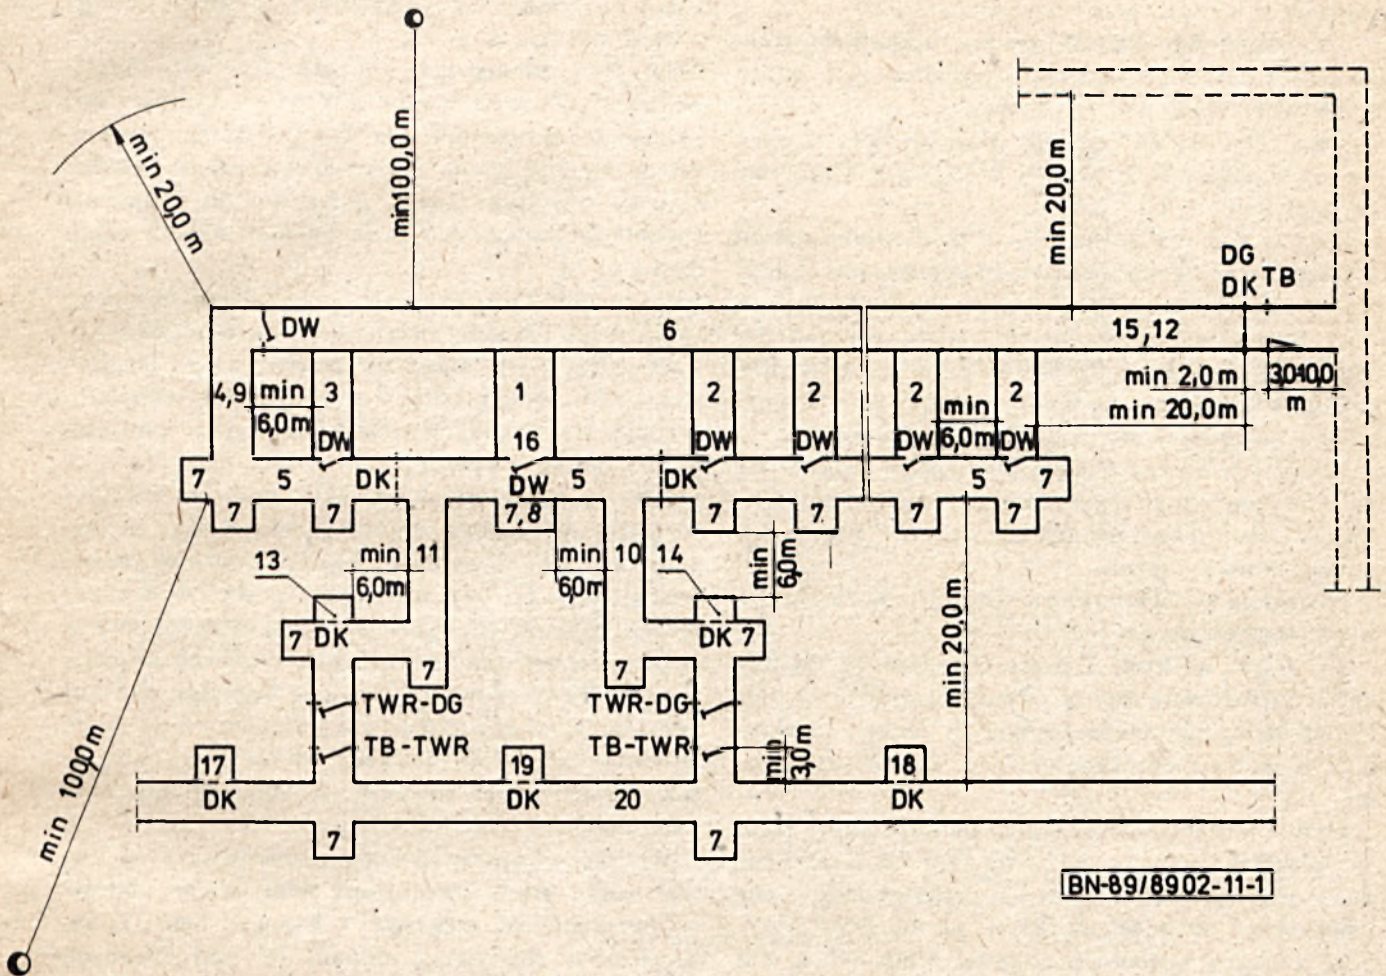 min 100,0 m
min 20,0 m
min 20,0 m
DG
DK TB
DW
6
15,12
4,9
min
6,0m
3
1
2
2
2
min
6,0m
2
min 2,0m
min 20,0m
m
DW
16
DW
DW
DW
DW
7
5
DK
DW
5
DK
5
7
7
7
7,8
7
7
7
7
13
min
6,0m
11
min
6,0m
10
14
min
6,0m
7
DK
DK
7
7
7
min 20,0 m
TWR-DG
TWR-DG
TB-TWR
TB-TWR
min
3,0m
17
19
18
DK
DK
20
DK
7
7
min 100,0 m
BN-89/8902-11-1